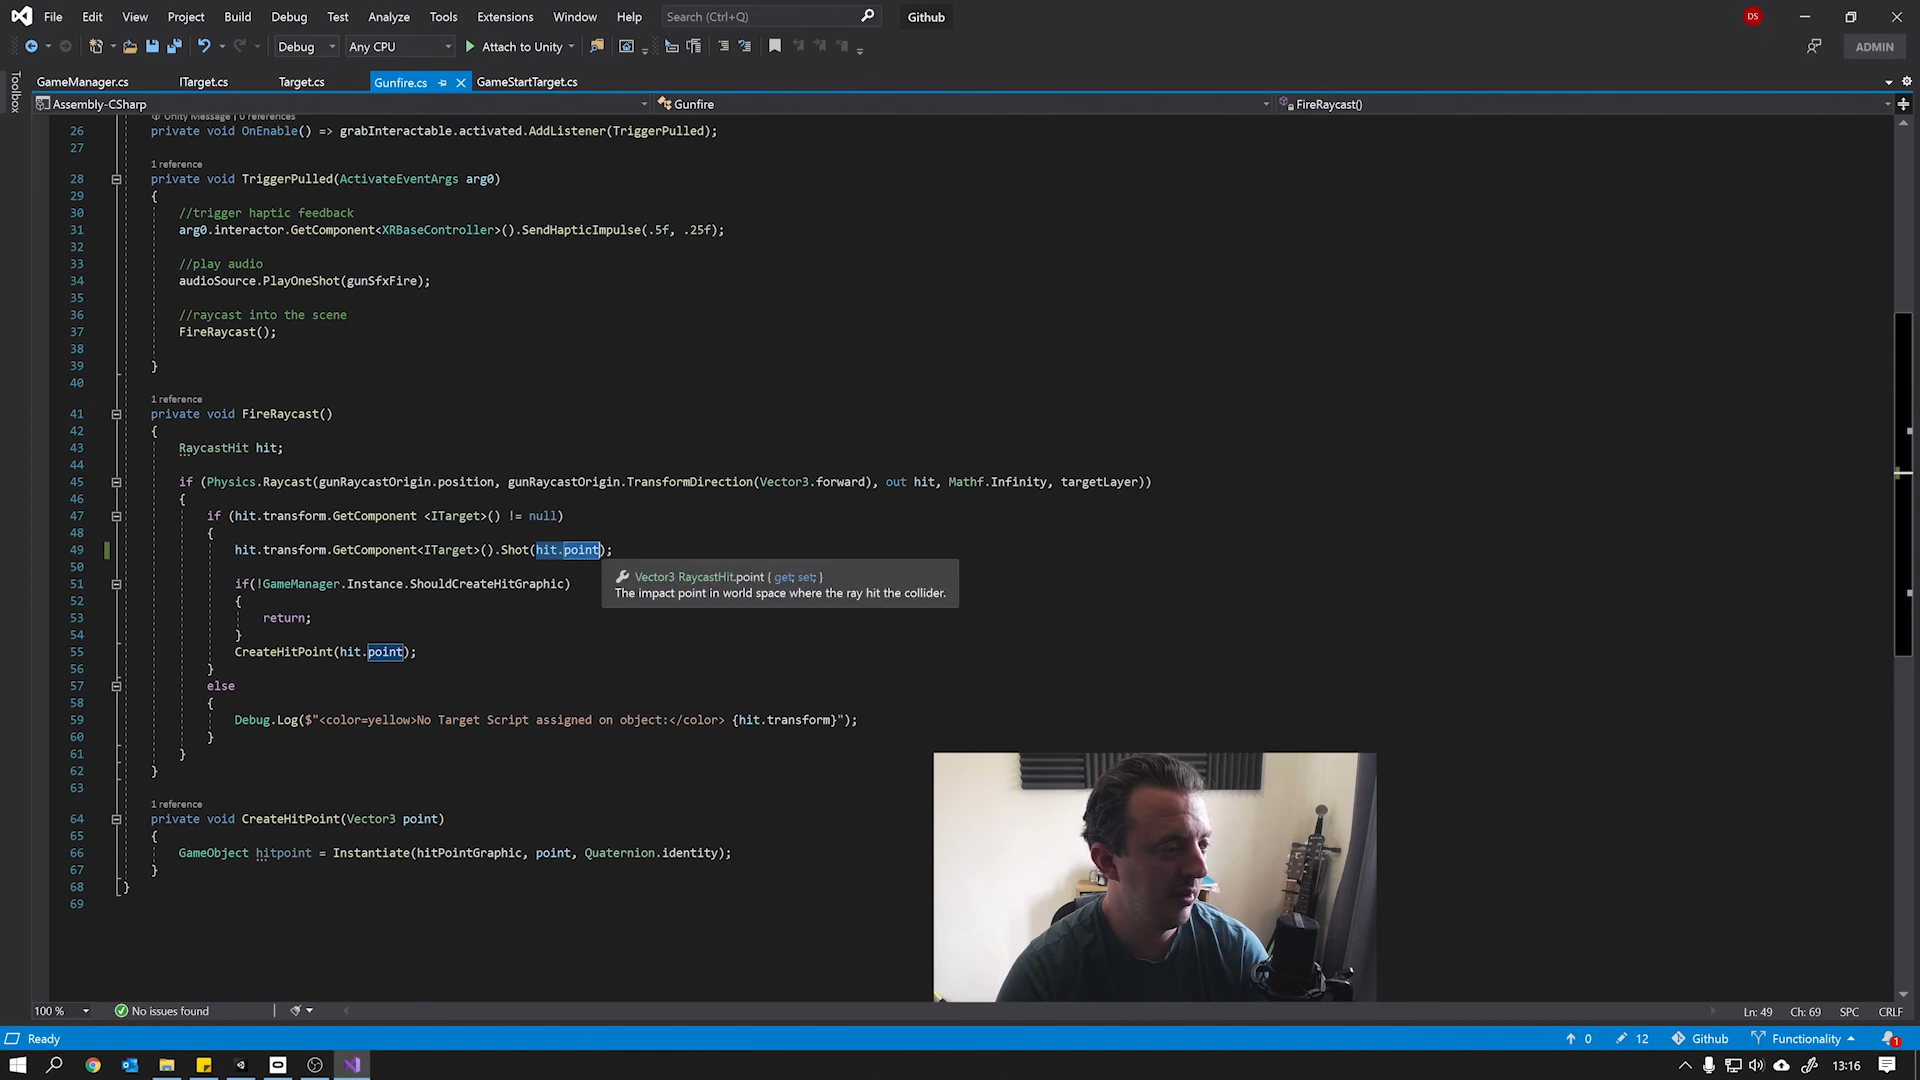 File Edit View Project Build Debug Test Analyze Tools Extensions Window Help Search (Ctrl+Q) Github DS
Debug Any CPU Attach to Unity ADMIN
Toolbox
GameManager.cs ITarget.cs Target.cs Gunfire.cs GameStartTarget.cs
Assembly-CSharp Gunfire FireRaycast()
Unity Message | 0 references
26 private void OnEnable() => grabInteractable.activated.AddListener(TriggerPulled);
27
1 reference
28 private void TriggerPulled(ActivateEventArgs arg0)
29 {
30 //trigger haptic feedback
31 arg0.interactor.GetComponent<XRBaseController>().SendHapticImpulse(.5f, .25f);
32
33 //play audio
34 audioSource.PlayOneShot(gunSfxFire);
35
36 //raycast into the scene
37 FireRaycast();
38
39 }
40
1 reference
41 private void FireRaycast()
42 {
43 RaycastHit hit;
44
45 if (Physics.Raycast(gunRaycastOrigin.position, gunRaycastOrigin.TransformDirection(Vector3.forward), out hit, Mathf.Infinity, targetLayer))
46 {
47 if (hit.transform.GetComponent <ITarget>() != null)
48 {
49 hit.transform.GetComponent<ITarget>().Shot(hit.point);
50
Vector3 RaycastHit.point { get; set; }
The impact point in world space where the ray hit the collider.
51 if(!GameManager.Instance.ShouldCreateHitGraphic)
52 {
53 return;
54 }
55 CreateHitPoint(hit.point);
56 }
57 else
58 {
59 Debug.Log($"<color=yellow>No Target Script assigned on object:</color> {hit.transform}");
60 }
61 }
62 }
63
1 reference
64 private void CreateHitPoint(Vector3 point)
65 {
66 GameObject hitpoint = Instantiate(hitPointGraphic, point, Quaternion.identity);
67 }
68 }
69
100 % No issues found Ln: 49 Ch: 69 SPC CRLF
Ready 0 12 Github Functionality 1
13:16